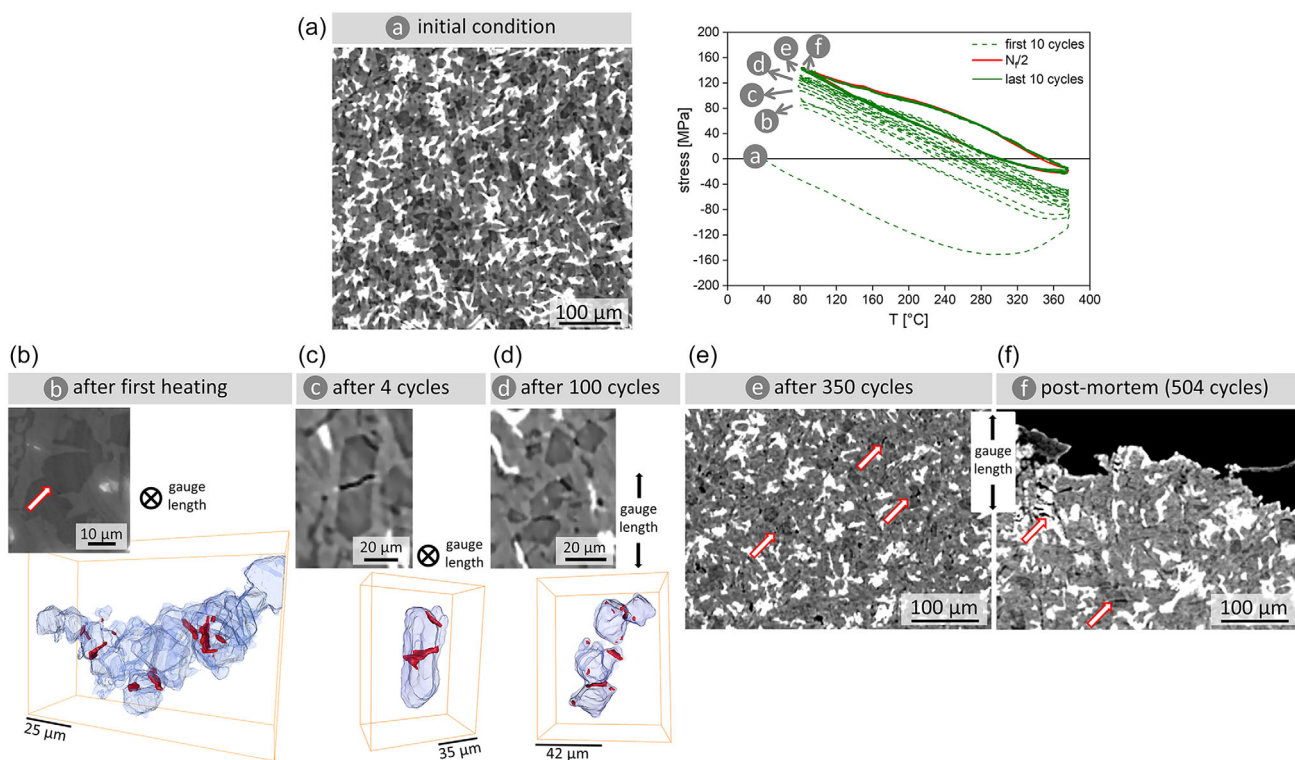 (a)
a initial condition
100 µm
200
160
120
80
40
0
-40
-80
-120
-160
-200
stress [MPa]
0 40 80 120 160 200 240 280 320 360 400
T [°C]
first 10 cycles
Nf/2
last 10 cycles
a
b
c
d
e
f
(b)
b after first heating
10 µm
gauge
length
25 µm
(c)
c after 4 cycles
20 µm
gauge
length
35 µm
(d)
d after 100 cycles
20 µm
gauge
length
42 µm
(e)
e after 350 cycles
100 µm
gauge
length
(f)
f post-mortem (504 cycles)
100 µm